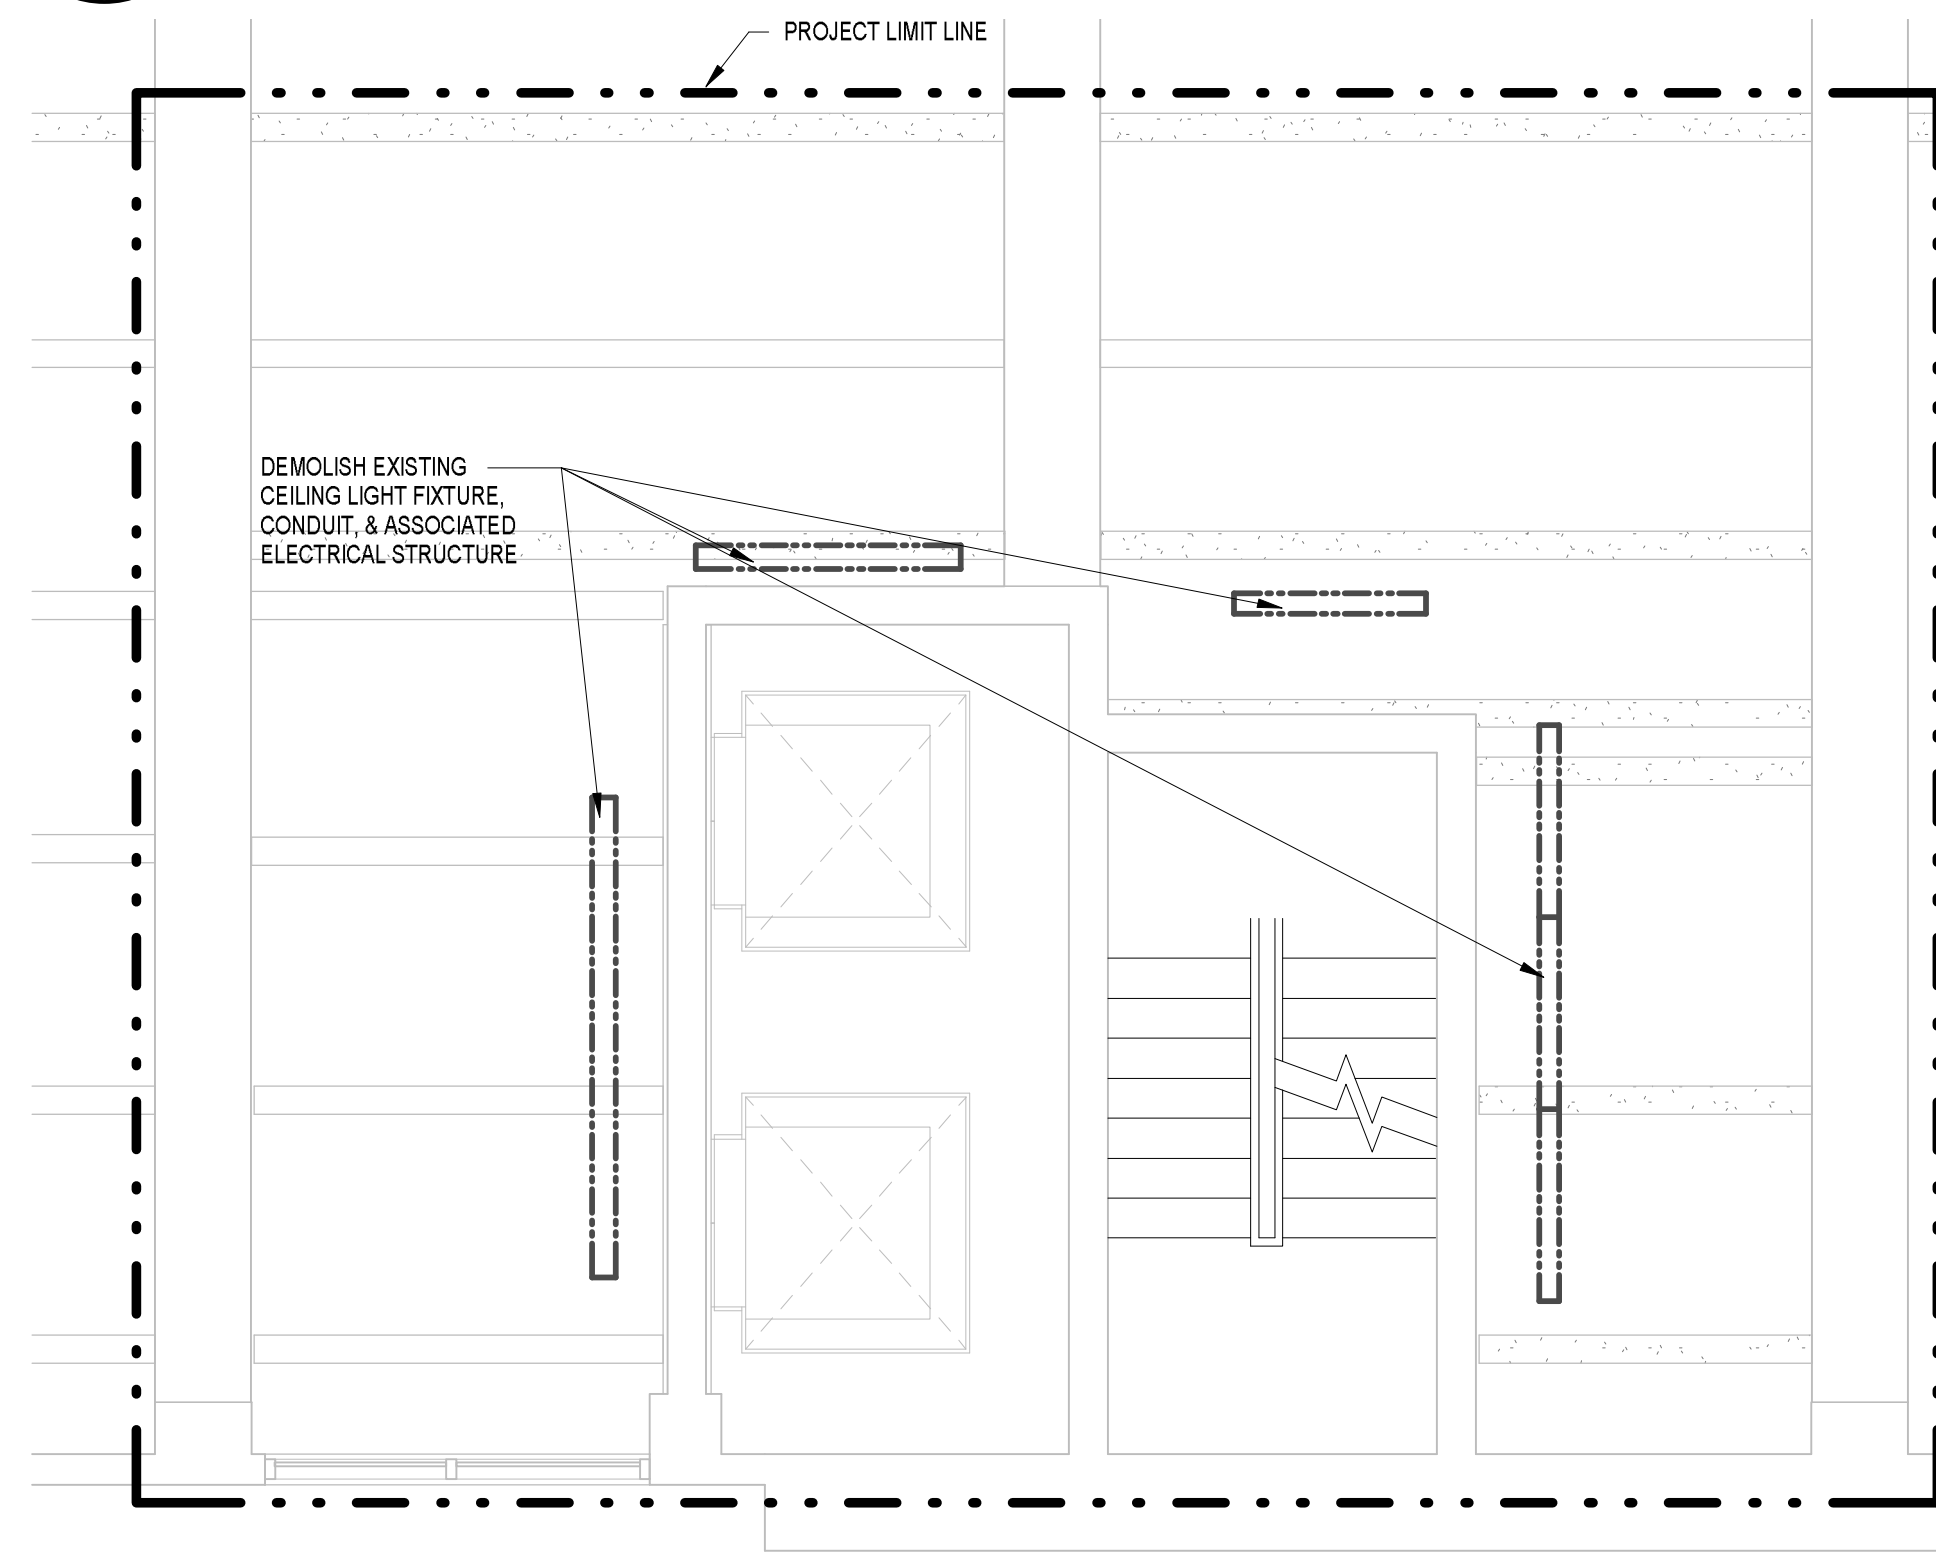 PROJECT LIMIT LINE
DEMOLISH EXISTING
CEILING LIGHT FIXTURE,
CONDUIT, & ASSOCIATED
ELECTRICAL STRUCTURE